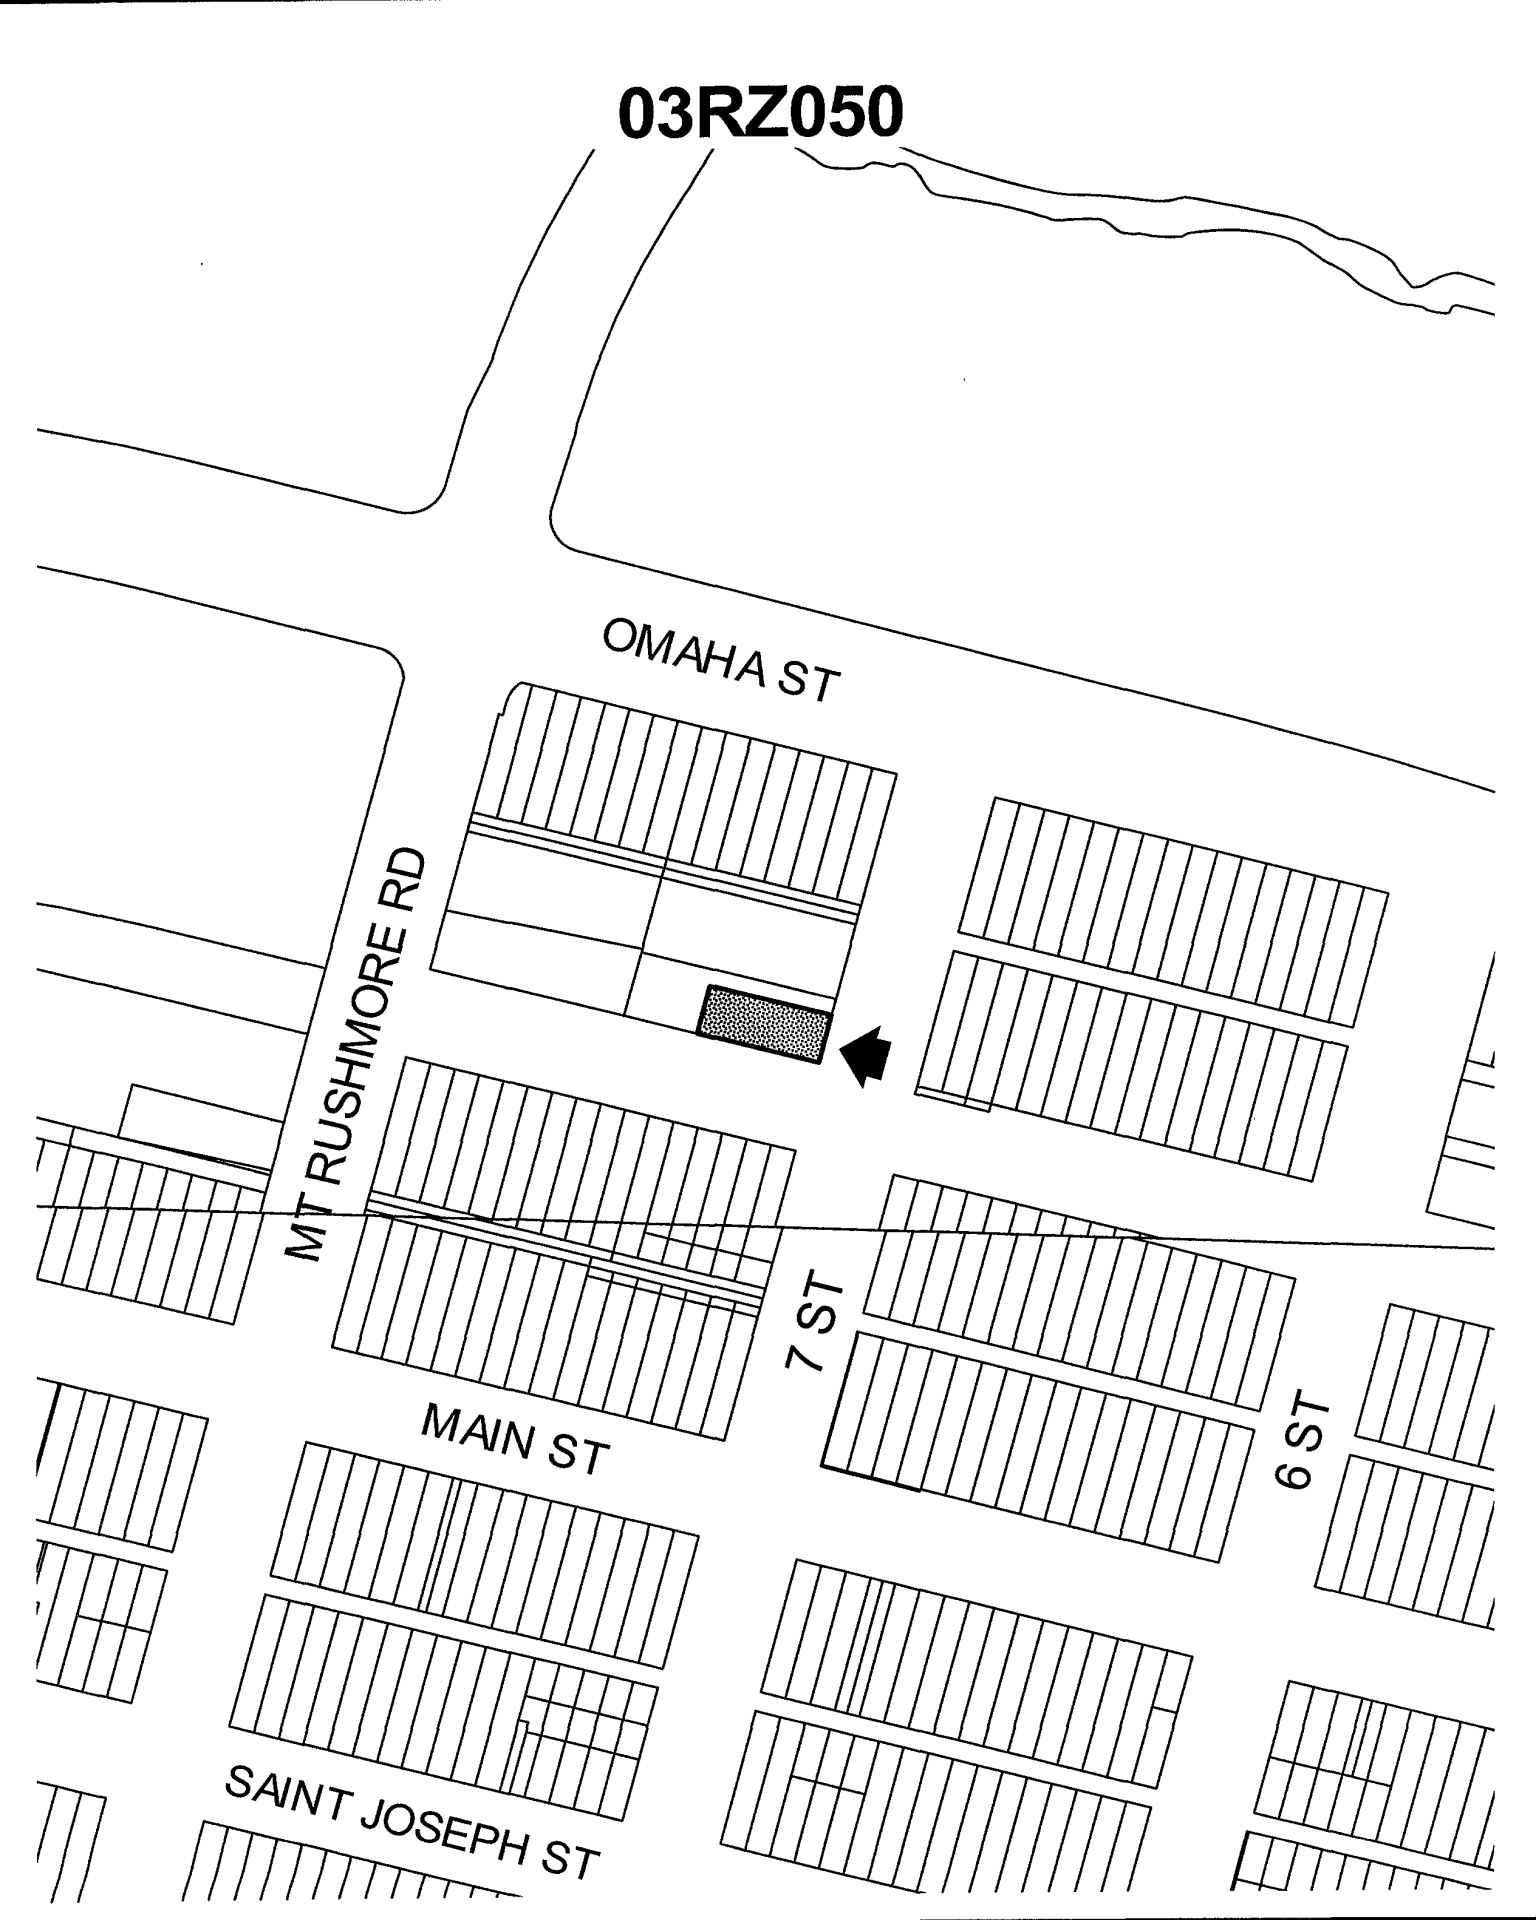 03RZ050
OMAHA ST
MT RUSHMORE RD
7 ST
6 ST
MAIN ST
SAINT JOSEPH ST